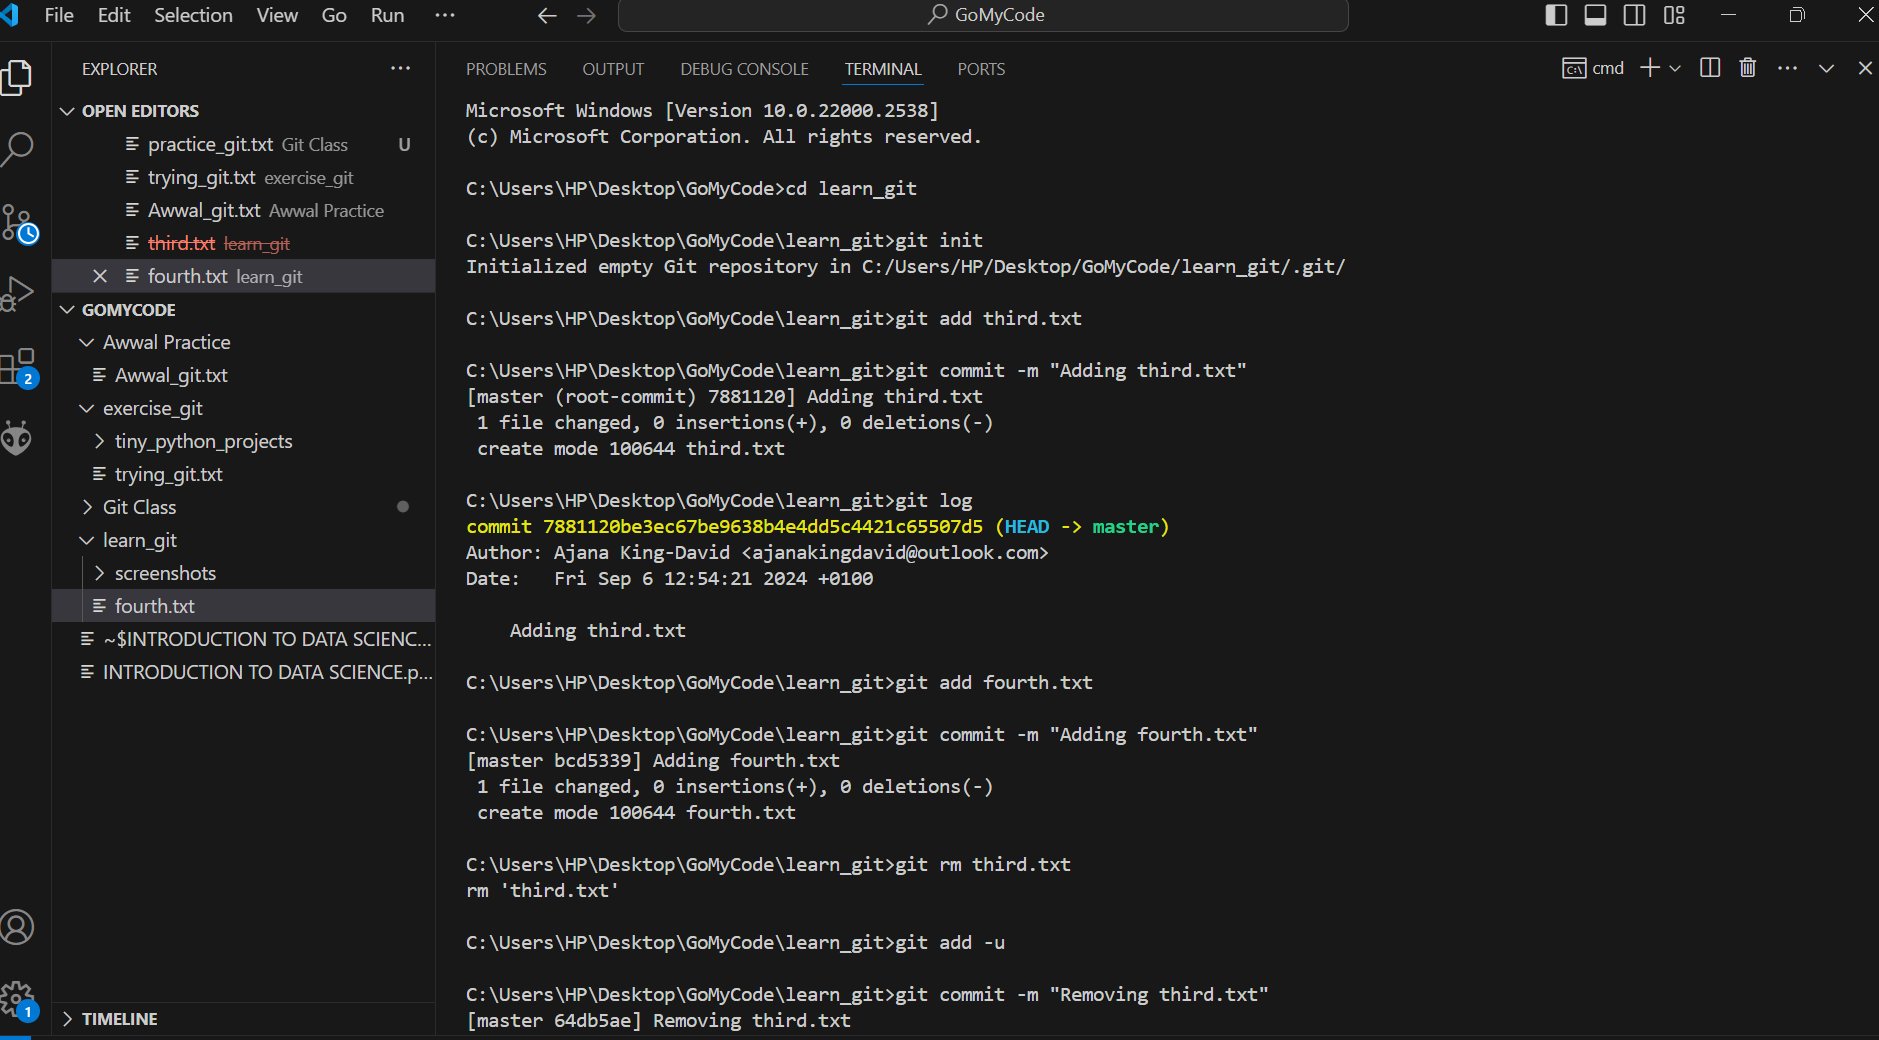 File Edit Selection View Go Run ···
GoMyCode
EXPLORER
OPEN EDITORS
practice_git.txt Git Class U
trying_git.txt exercise_git
Awwal_git.txt Awwal Practice
third.txt learn_git
fourth.txt learn_git
GOMYCODE
Awwal Practice
Awwal_git.txt
exercise_git
tiny_python_projects
trying_git.txt
Git Class
learn_git
screenshots
fourth.txt
~$INTRODUCTION TO DATA SCIENC...
INTRODUCTION TO DATA SCIENCE.p...
TIMELINE
2
1
PROBLEMS OUTPUT DEBUG CONSOLE TERMINAL PORTS
cmd
Microsoft Windows [Version 10.0.22000.2538]
(c) Microsoft Corporation. All rights reserved.
C:\Users\HP\Desktop\GoMyCode>cd learn_git
C:\Users\HP\Desktop\GoMyCode\learn_git>git init
Initialized empty Git repository in C:/Users/HP/Desktop/GoMyCode/learn_git/.git/
C:\Users\HP\Desktop\GoMyCode\learn_git>git add third.txt
C:\Users\HP\Desktop\GoMyCode\learn_git>git commit -m "Adding third.txt"
[master (root-commit) 7881120] Adding third.txt
1 file changed, 0 insertions(+), 0 deletions(-)
create mode 100644 third.txt
C:\Users\HP\Desktop\GoMyCode\learn_git>git log
commit 7881120be3ec67be9638b4e4dd5c4421c65507d5 (HEAD -> master)
Author: Ajana King-David <ajanakingdavid@outlook.com>
Date:   Fri Sep 6 12:54:21 2024 +0100
Adding third.txt
C:\Users\HP\Desktop\GoMyCode\learn_git>git add fourth.txt
C:\Users\HP\Desktop\GoMyCode\learn_git>git commit -m "Adding fourth.txt"
[master bcd5339] Adding fourth.txt
1 file changed, 0 insertions(+), 0 deletions(-)
create mode 100644 fourth.txt
C:\Users\HP\Desktop\GoMyCode\learn_git>git rm third.txt
rm 'third.txt'
C:\Users\HP\Desktop\GoMyCode\learn_git>git add -u
C:\Users\HP\Desktop\GoMyCode\learn_git>git commit -m "Removing third.txt"
[master 64db5ae] Removing third.txt